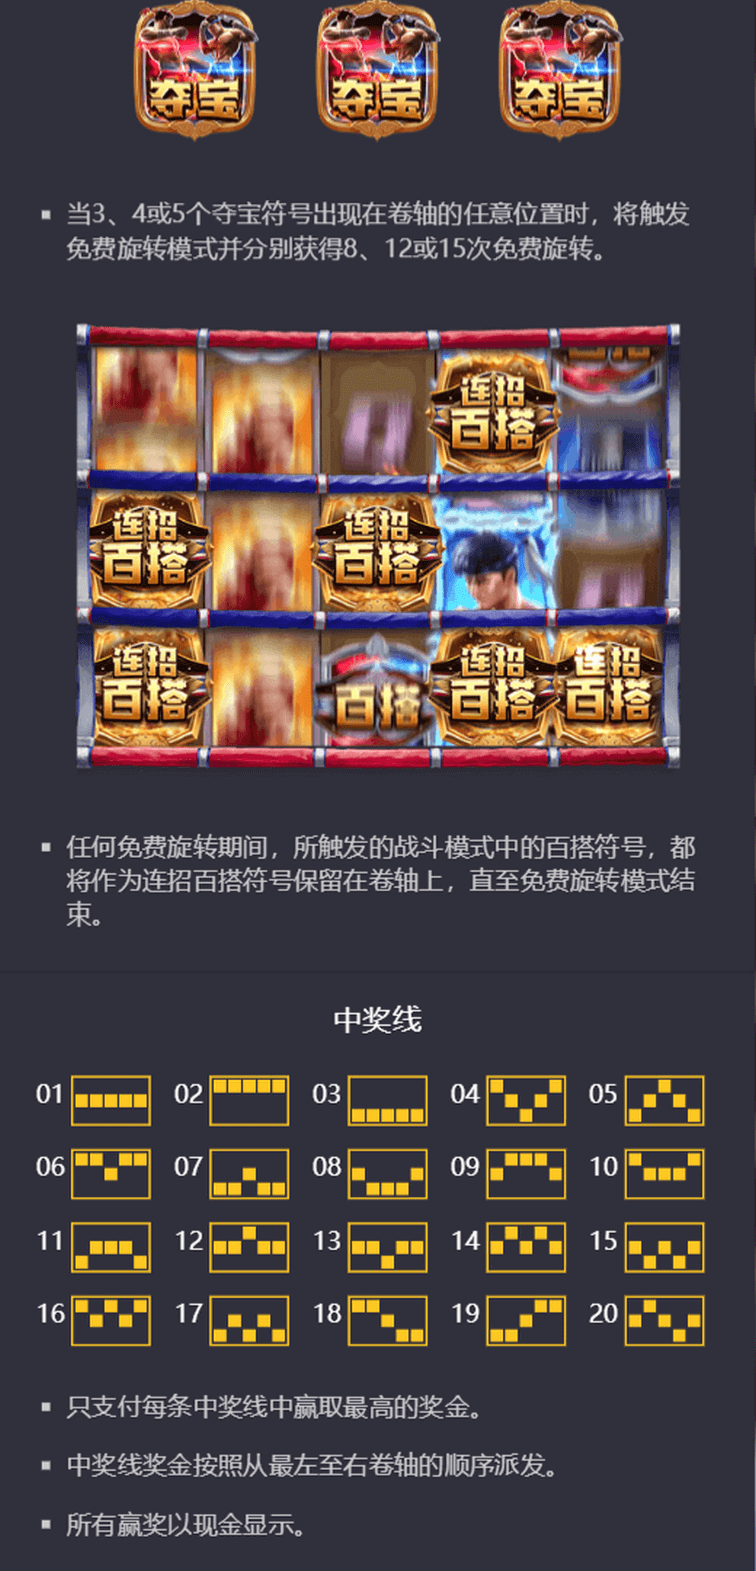 夺宝 夺宝 夺宝
当3、4或5个夺宝符号出现在卷轴的任意位置时，将触发
免费旋转模式并分别获得8、12或15次免费旋转。
连招
百搭
百搭
连招 连招
百搭 百搭
连招 连招 连招
百搭 百搭 百搭 百搭
任何免费旋转期间，所触发的战斗模式中的百搭符号，都
将作为连招百搭符号保留在卷轴上，直至免费旋转模式结
束。
中奖线
01 02 03 04 05
06 07 08 09 10
11 12 13 14 15
16 17 18 19 20
只支付每条中奖线中赢取最高的奖金。
中奖线奖金按照从最左至右卷轴的顺序派发。
所有赢奖以现金显示。